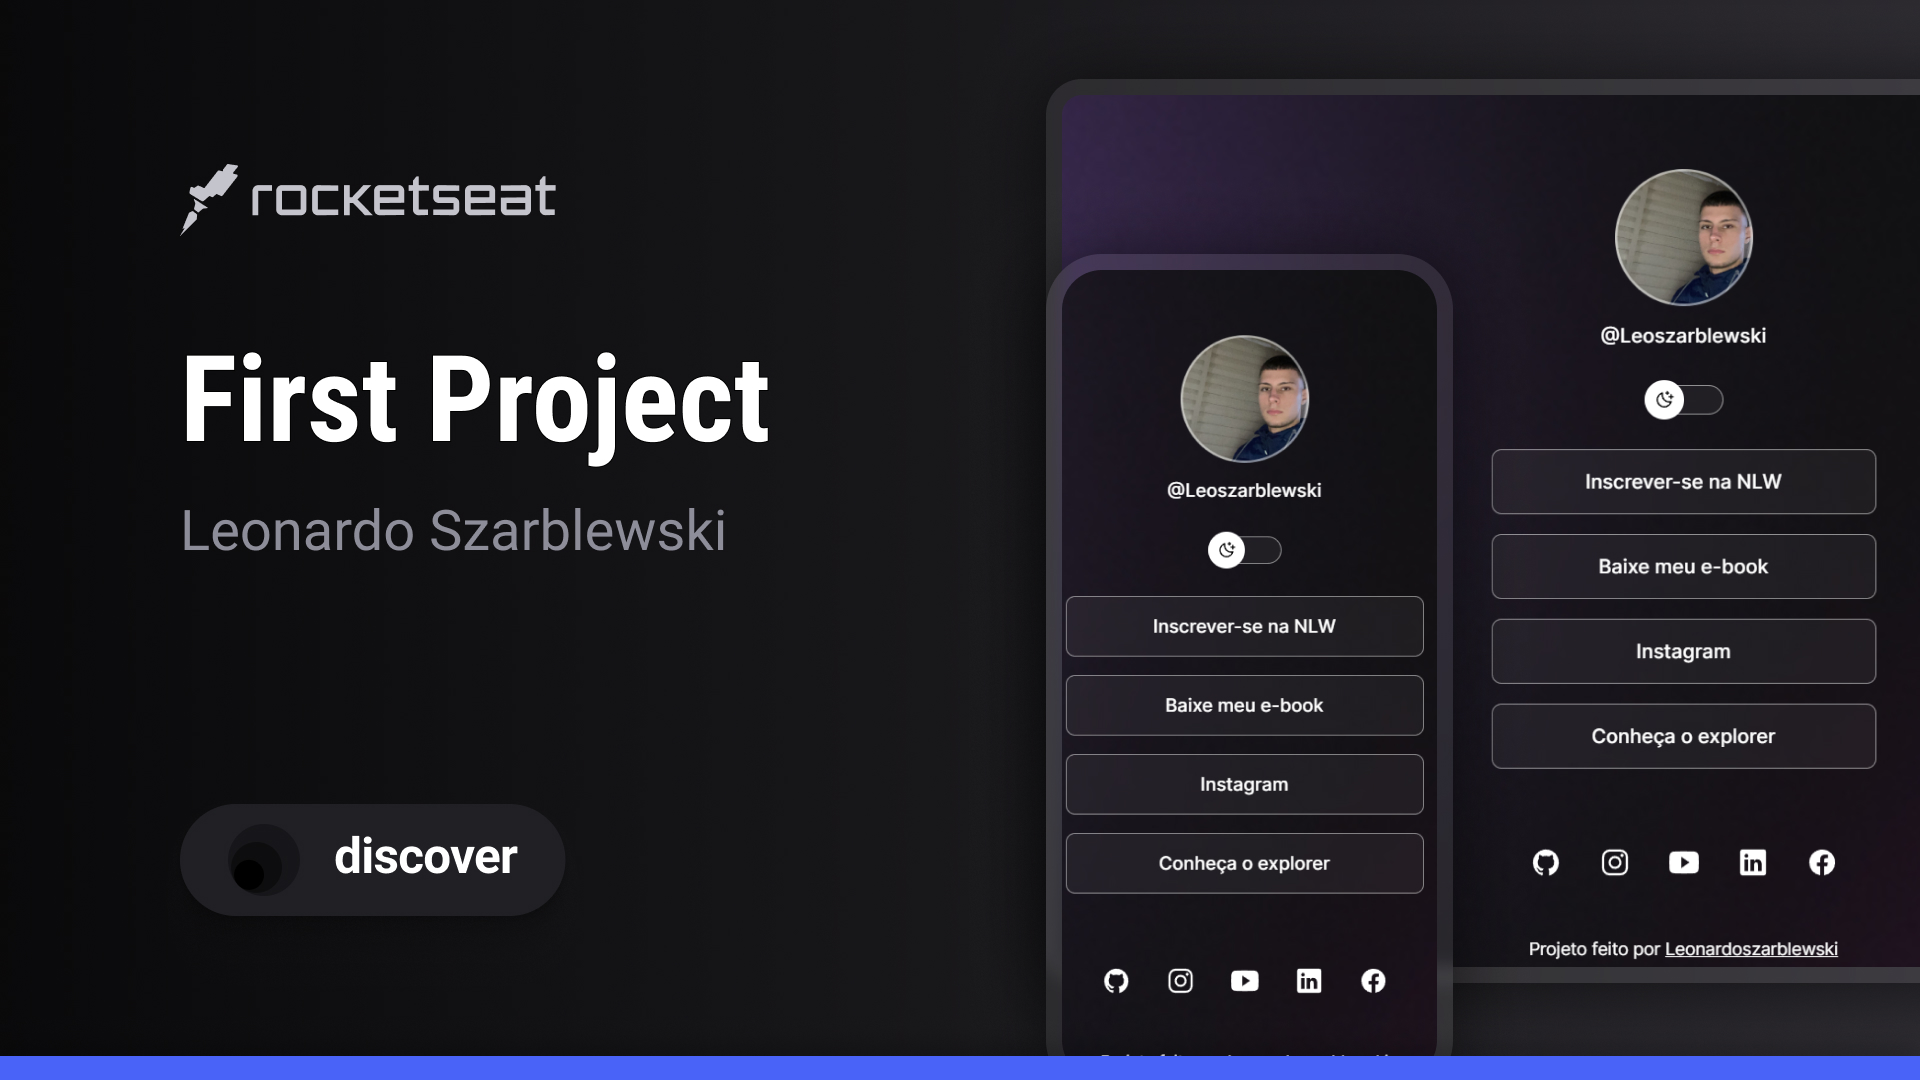 rocketseat
First Project
Leonardo Szarblewski
discover
@Leoszarblewski
Inscrever-se na NLW
Baixe meu e-book
Instagram
Conheça o explorer
@Leoszarblewski
Inscrever-se na NLW
Baixe meu e-book
Instagram
Conheça o explorer
Projeto feito por Leonardoszarblewski